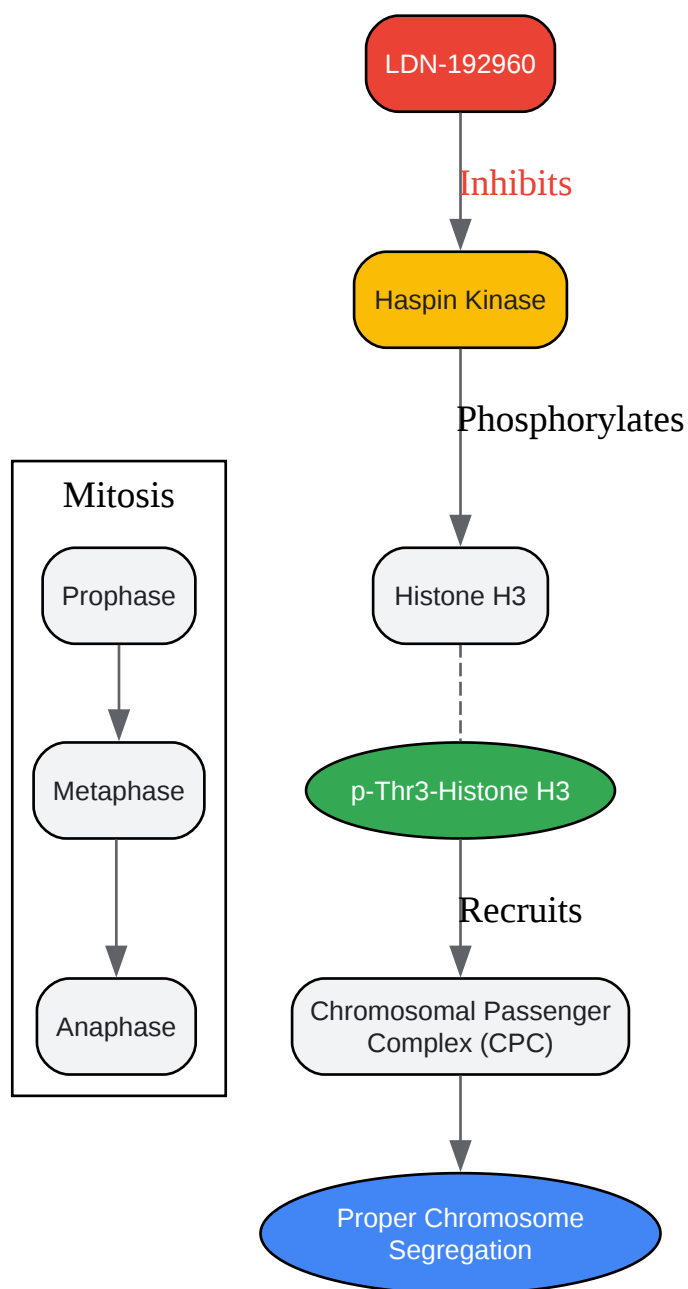 LDN-192960
Inhibits
Haspin Kinase
Phosphorylates
Mitosis
Prophase
Metaphase
Anaphase
Histone H3
p-Thr3-Histone H3
Recruits
Chromosomal Passenger
Complex (CPC)
Proper Chromosome
Segregation